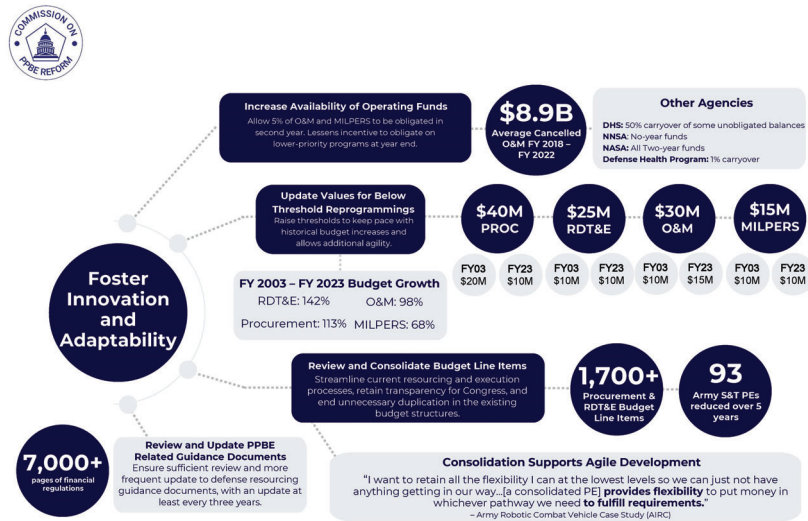 COMMISSION ON
PPBE REFORM
Increase Availability of Operating Funds
Allow 5% of O&M and MILPERS to be obligated in
second year. Lessens incentive to obligate on
lower-priority programs at year end.
$8.9B
Average Cancelled
O&M FY 2018 –
FY 2022
Other Agencies
DHS: 50% carryover of some unobligated balances
NNSA: No-year funds
NASA: All Two-year funds
Defense Health Program: 1% carryover
Update Values for Below
Threshold Reprogrammings
Raise thresholds to keep pace with
historical budget increases and
allows additional agility.
$40M
PROC
$25M
RDT&E
$30M
O&M
$15M
MILPERS
FY03
$20M
FY23
$10M
FY03
$10M
FY23
$10M
FY03
$10M
FY23
$15M
FY03
$10M
FY23
$10M
Foster
Innovation
and
Adaptability
FY 2003 – FY 2023 Budget Growth
RDT&E: 142% O&M: 98%
Procurement: 113% MILPERS: 68%
Review and Consolidate Budget Line Items
Streamline current resourcing and execution
processes, retain transparency for Congress, and
end unnecessary duplication in the existing
budget structures.
1,700+
Procurement &
RDT&E Budget
Line Items
93
Army S&T PEs
reduced over 5
years
7,000+
pages of financial
regulations
Review and Update PPBE
Related Guidance Documents
Ensure sufficient review and more
frequent update to defense resourcing
guidance documents, with an update at
least every three years.
Consolidation Supports Agile Development
“I want to retain all the flexibility I can at the lowest levels so we can just not have
anything getting in our way...[a consolidated PE] provides flexibility to put money in
whichever pathway we need to fulfill requirements.”
– Army Robotic Combat Vehicle Case Study (AIRC)